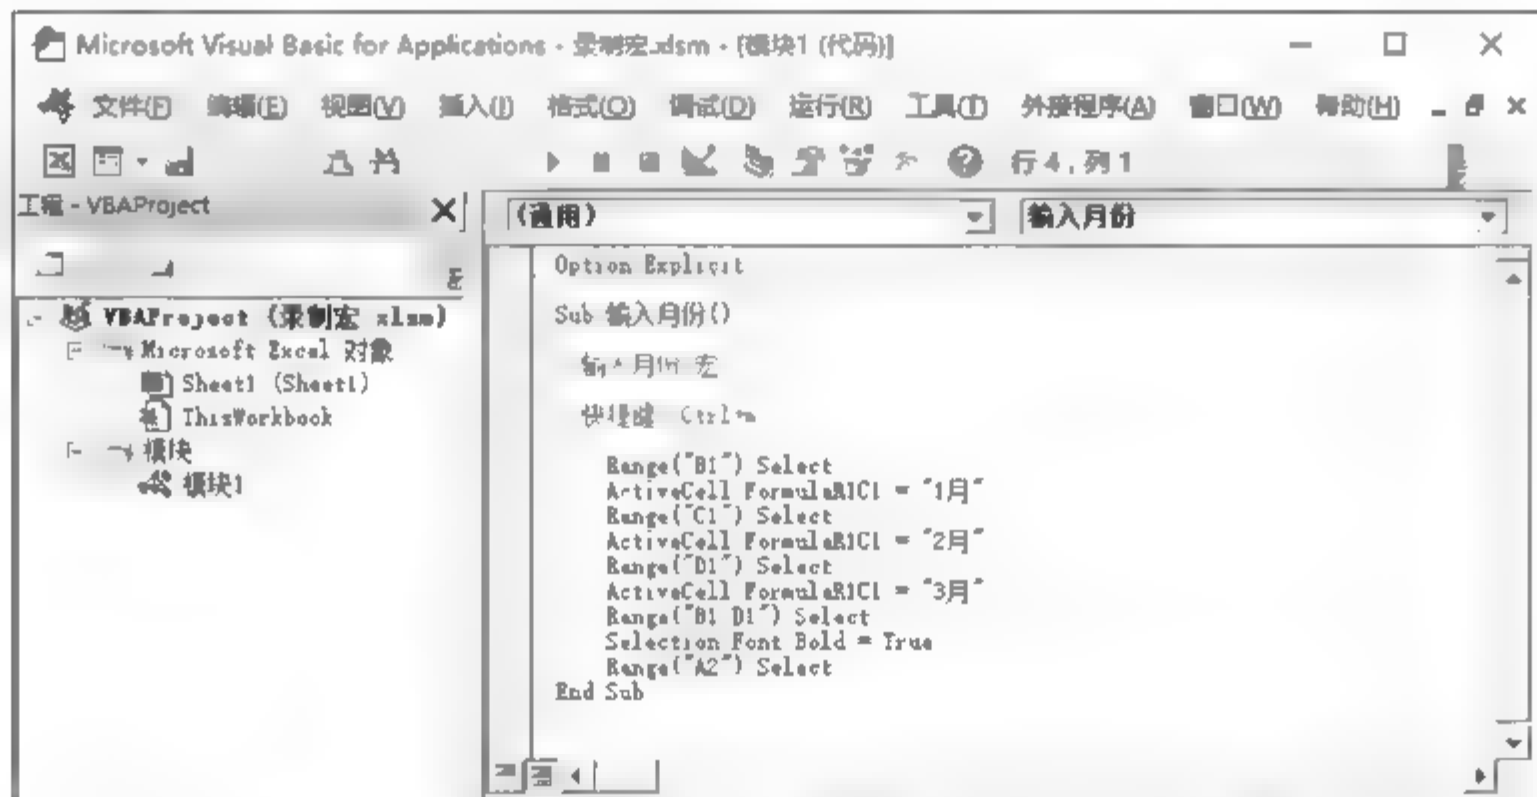 Microsoft Visual Basic for Applications - 录制宏.xlsm - [模块1 (代码)]
文件(F) 编辑(E) 视图(V) 插入(I) 格式(O) 调试(D) 运行(R) 工具(T) 外接程序(A) 窗口(W) 帮助(H)
行 4 , 列 1
工程 - VBAProject
(通用) 输入月份
VBAProject (录制宏 xlsm)
Microsoft Excel 对象
Sheet1 (Sheet1)
ThisWorkbook
模块
模块1
Option Explicit
Sub 输入月份()
输入月份 宏
快捷键 Ctrl+m
Range("B1") Select
ActiveCell FormulaR1C1 = "1月"
Range("C1") Select
ActiveCell FormulaR1C1 = "2月"
Range("D1") Select
ActiveCell FormulaR1C1 = "3月"
Range("B1 D1") Select
Selection Font Bold = True
Range("A2") Select
End Sub